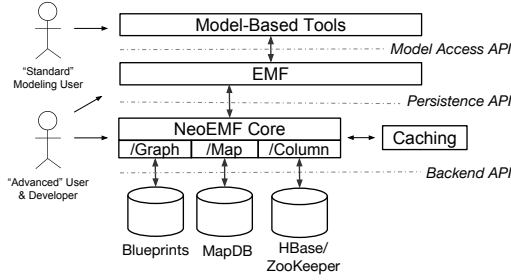 Model-Based Tools
Model Access API
"Standard"
Modeling User
EMF
Persistence API
NeoEMF Core
/Graph /Map /Column
Caching
"Advanced" User
& Developer
Backend API
Blueprints MapDB HBase/
ZooKeeper